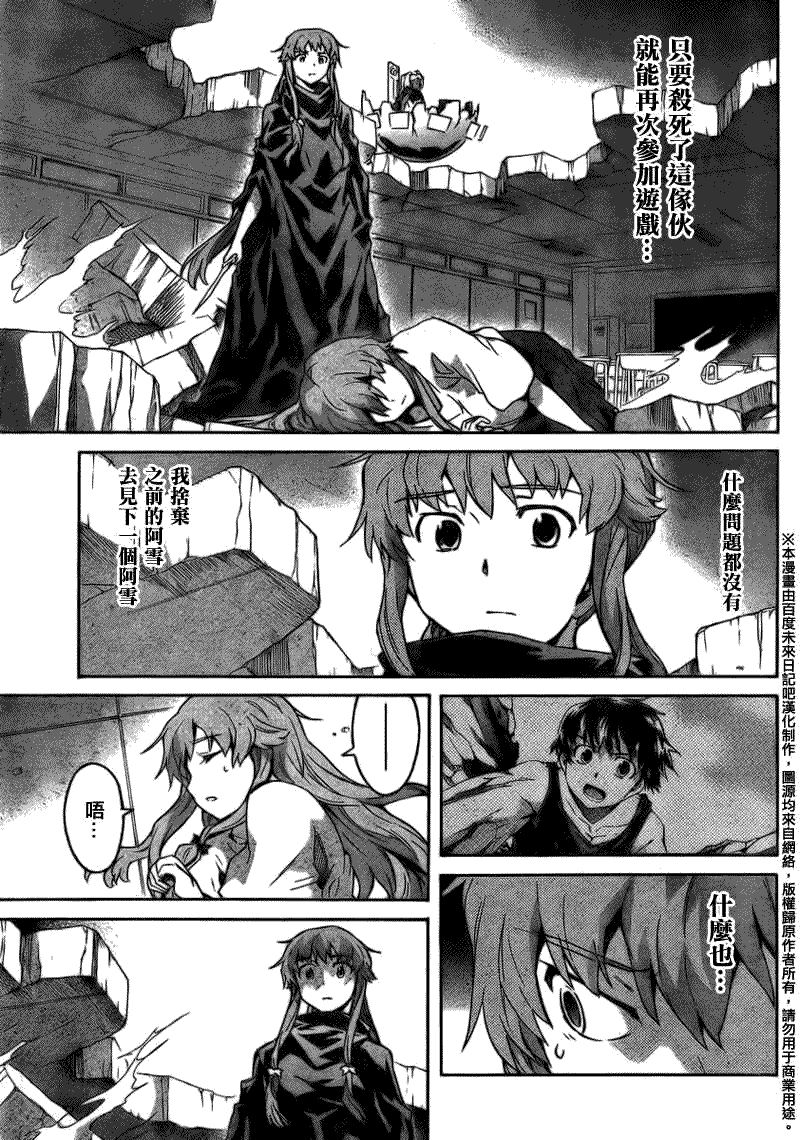 只要殺死了這傢伙
就能再次參加遊戲…
什麼問題都沒有
我捨棄
之前的阿雪
去見下一個阿雪
什麼也…
—
唔…
※本漫畫由百度未來日記吧漢化制作，圖源均來自網絡，版權歸原作者所有，請勿用于商業用途。